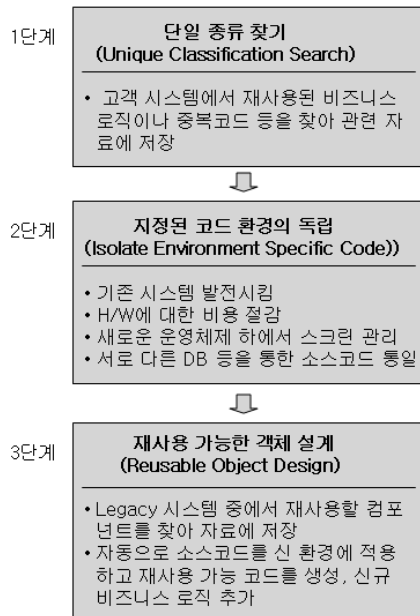 1단계
단일 종류 찾기
(Unique Classification Search)
• 고객 시스템에서 재사용된 비즈니스
로직이나 중복코드 등을 찾아 관련 자
료에 저장
2단계
지정된 코드 환경의 독립
(Isolate Environment Specific Code))
• 기존 시스템 발전시킴
• H/W에 대한 비용 절감
• 새로운 운영체제 하에서 스크린 관리
• 서로 다른 DB 등을 통한 소스코드 통일
3단계
재사용 가능한 객체 설계
(Reusable Object Design)
• Legacy 시스템 중에서 재사용할 컴포
넌트를 찾아 자료에 저장
• 자동으로 소스코드를 신 환경에 적용
하고 재사용 가능 코드를 생성, 신규
비즈니스 로직 추가